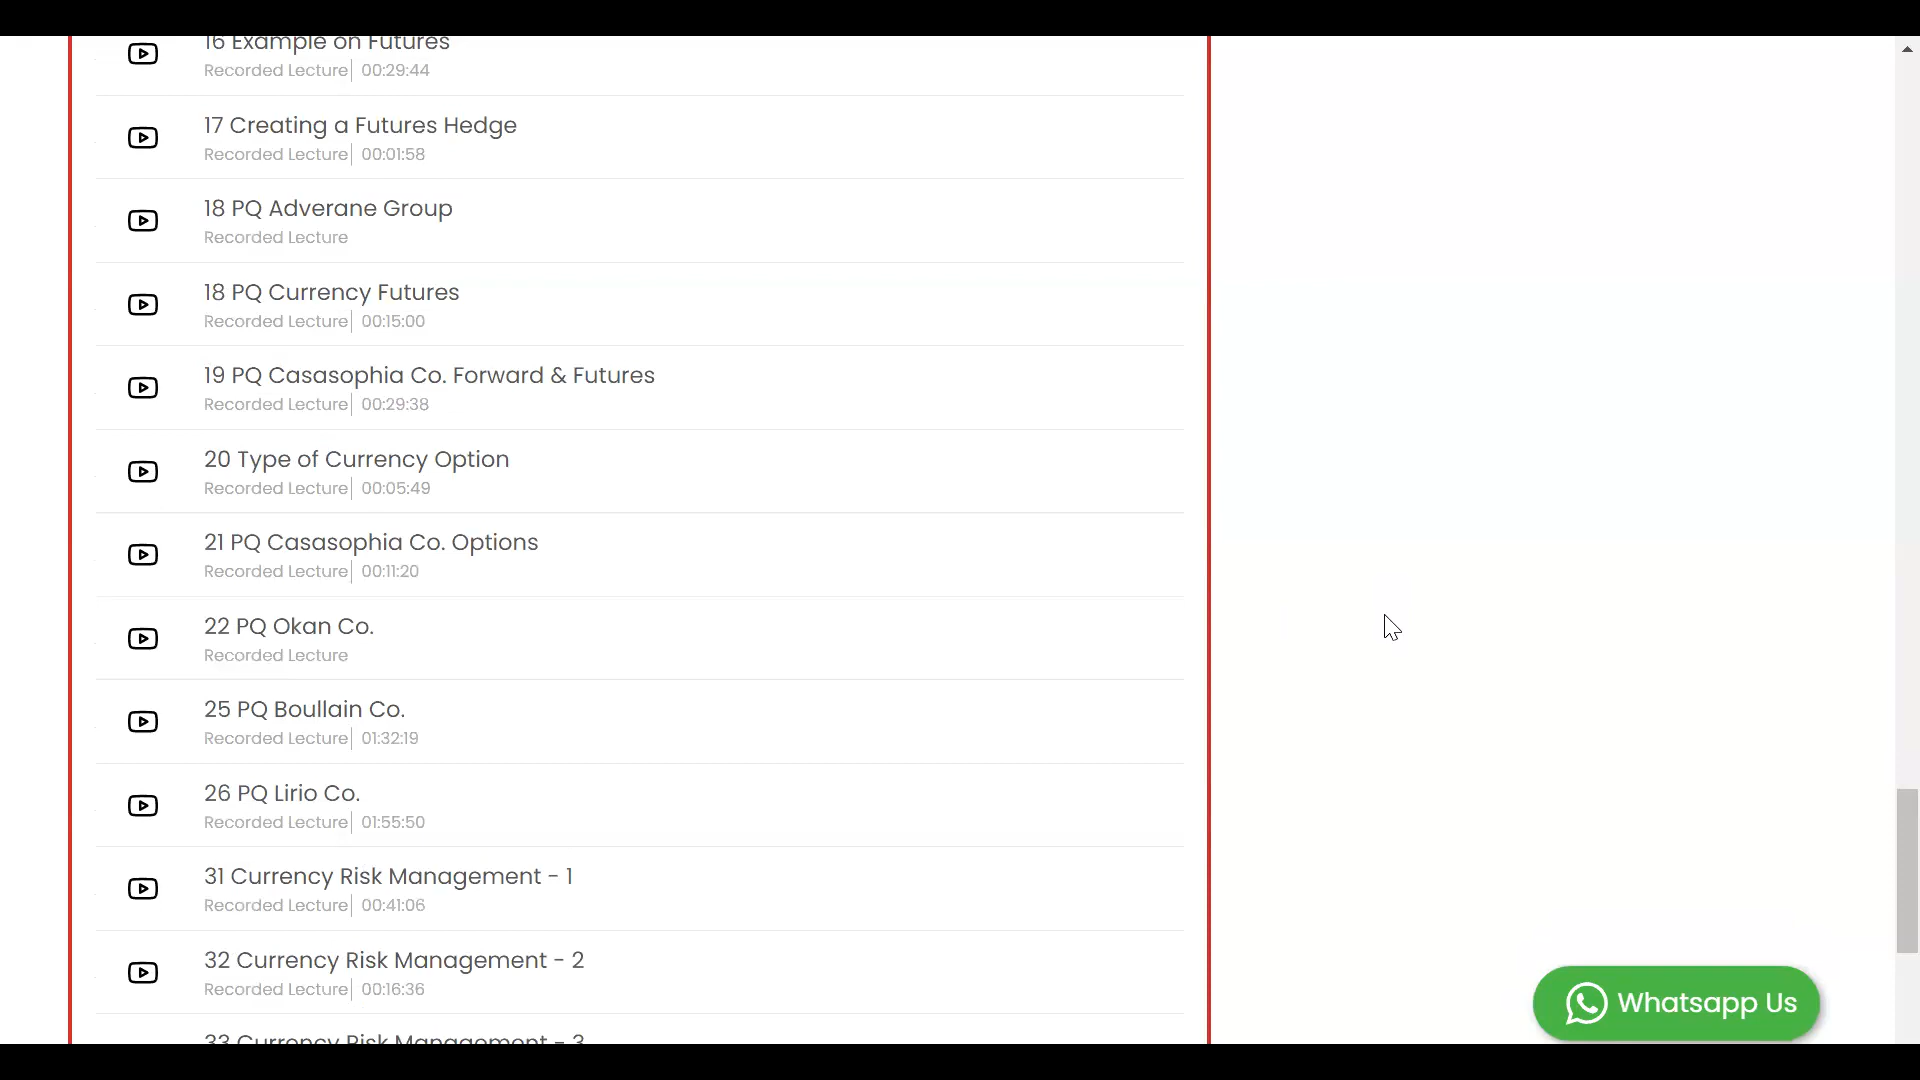 16 Example on Futures
Recorded Lecture | 00:29:44
17 Creating a Futures Hedge
Recorded Lecture | 00:01:58
18 PQ Adverane Group
Recorded Lecture
18 PQ Currency Futures
Recorded Lecture | 00:15:00
19 PQ Casasophia Co. Forward & Futures
Recorded Lecture | 00:29:38
20 Type of Currency Option
Recorded Lecture | 00:05:49
21 PQ Casasophia Co. Options
Recorded Lecture | 00:11:20
22 PQ Okan Co.
Recorded Lecture
25 PQ Boullain Co.
Recorded Lecture | 01:32:19
26 PQ Lirio Co.
Recorded Lecture | 01:55:50
31 Currency Risk Management - 1
Recorded Lecture | 00:41:06
32 Currency Risk Management - 2
Recorded Lecture | 00:16:36
33 Currency Risk Management - 3
Whatsapp Us